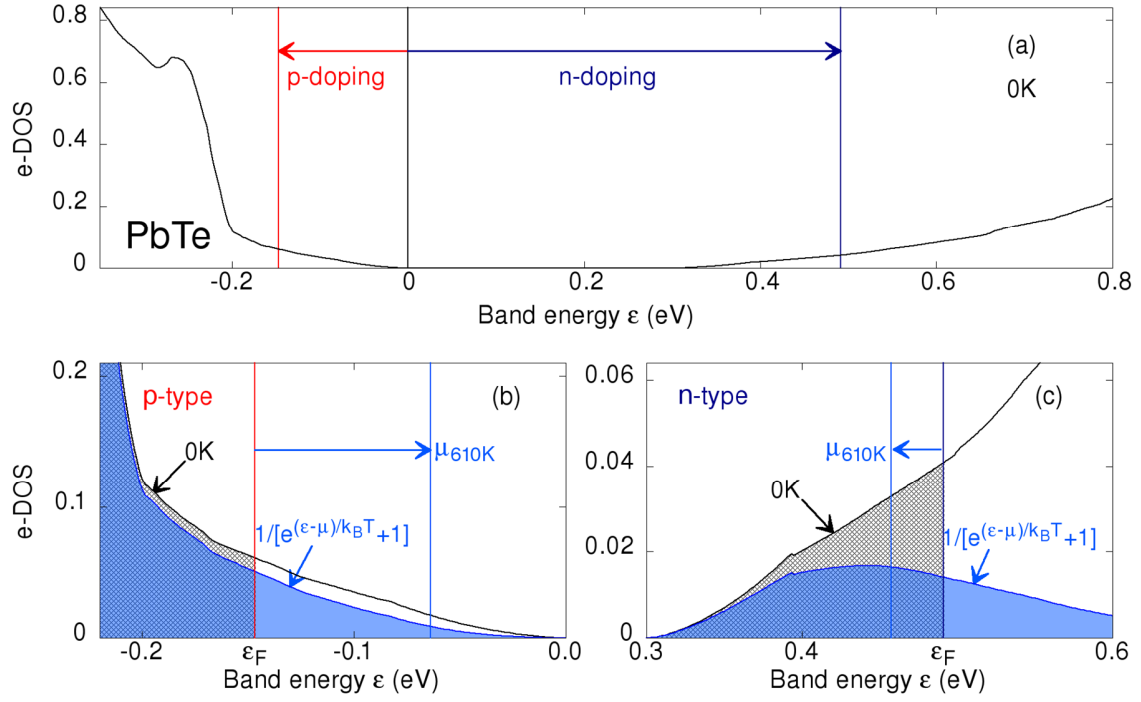 0.8
0.6
0.4
0.2
0
e-DOS
p-doping
n-doping
(a)
0K
PbTe
-0.2
0
0.2
0.4
0.6
0.8
Band energy ε (eV)
0.2
0.1
0
e-DOS
p-type
(b)
0K
μ610K
1/[e(ε-μ)/kBT+1]
-0.2
εF
-0.1
0.0
Band energy ε (eV)
0.06
0.04
0.02
0
n-type
(c)
μ610K
0K
1/[e(ε-μ)/kBT+1]
0.3
0.4
εF
0.6
Band energy ε (eV)